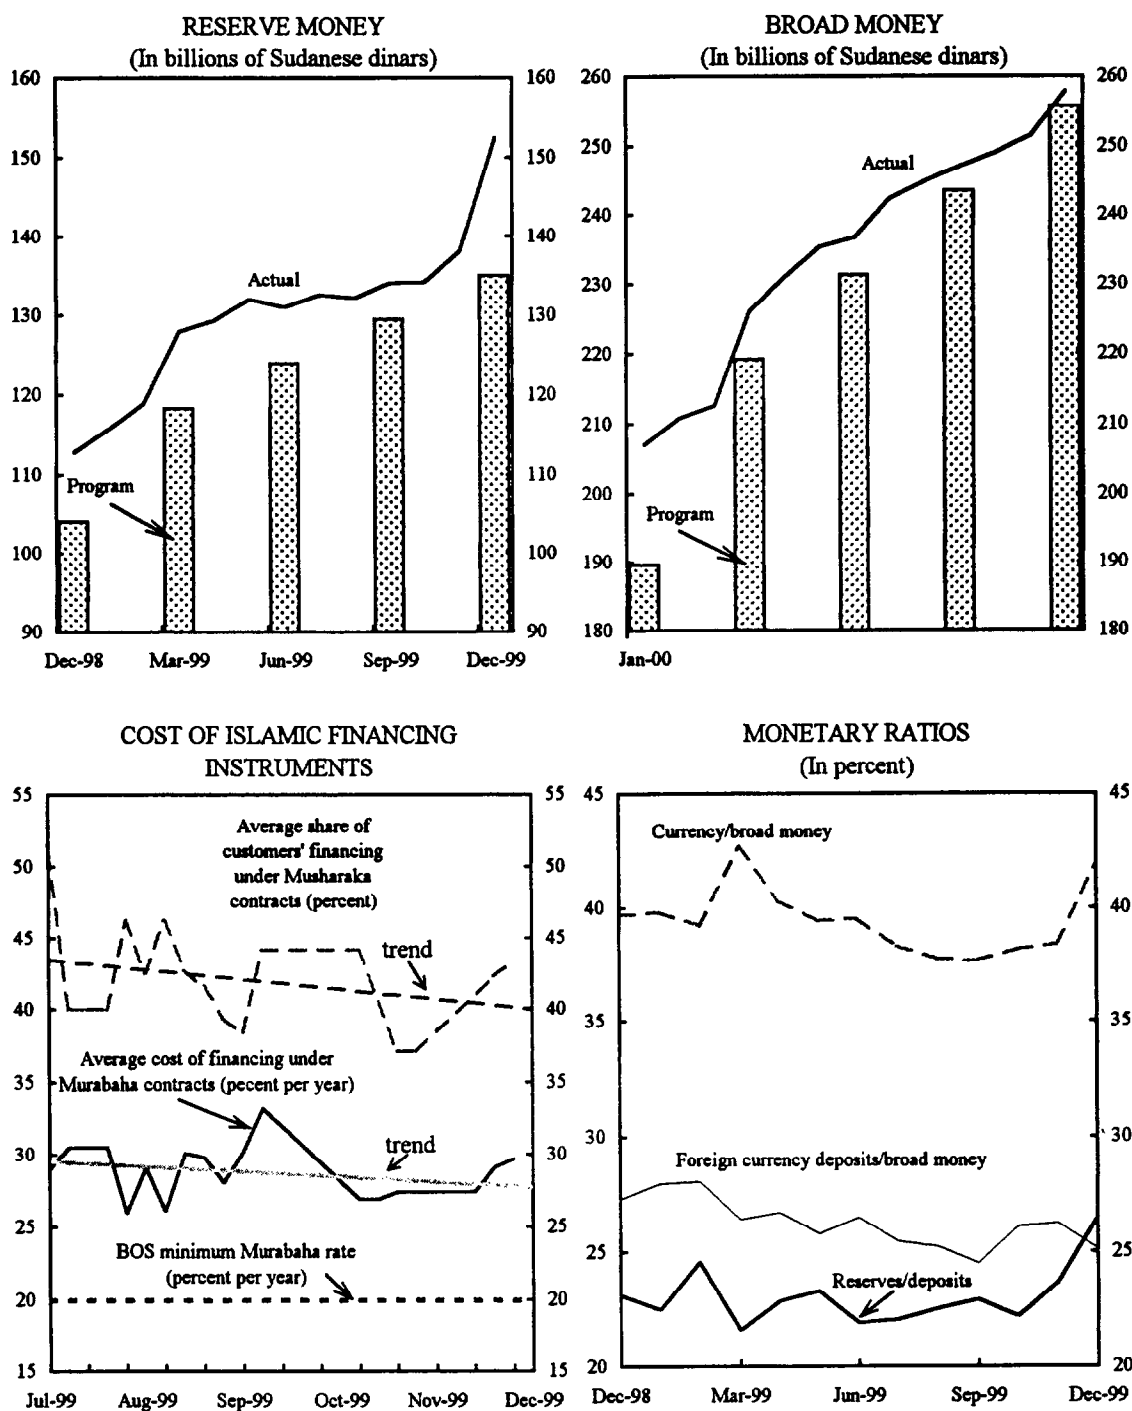 RESERVE MONEY
(In billions of Sudanese dinars)
160
150
140
130
120
110
100
90
160
150
140
130
120
110
100
90
Actual
Program
Dec-98 Mar-99 Jun-99 Sep-99 Dec-99
BROAD MONEY
(In billions of Sudanese dinars)
260
250
240
230
220
210
200
190
180
260
250
240
230
220
210
200
190
180
Actual
Program
Jan-00
COST OF ISLAMIC FINANCING
INSTRUMENTS
55
50
45
40
35
30
25
20
15
55
50
45
40
35
30
25
20
15
Average share of
customers' financing
under Musharaka
contracts (percent)
trend
Average cost of financing under
Murabaha contracts (pecent per year)
trend
BOS minimum Murabaha rate
(percent per year)
Jul-99 Aug-99 Sep-99 Oct-99 Nov-99 Dec-99
MONETARY RATIOS
(In percent)
45
40
35
30
25
20
45
40
35
30
25
20
Currency/broad money
Foreign currency deposits/broad money
Reserves/deposits
Dec-98 Mar-99 Jun-99 Sep-99 Dec-99